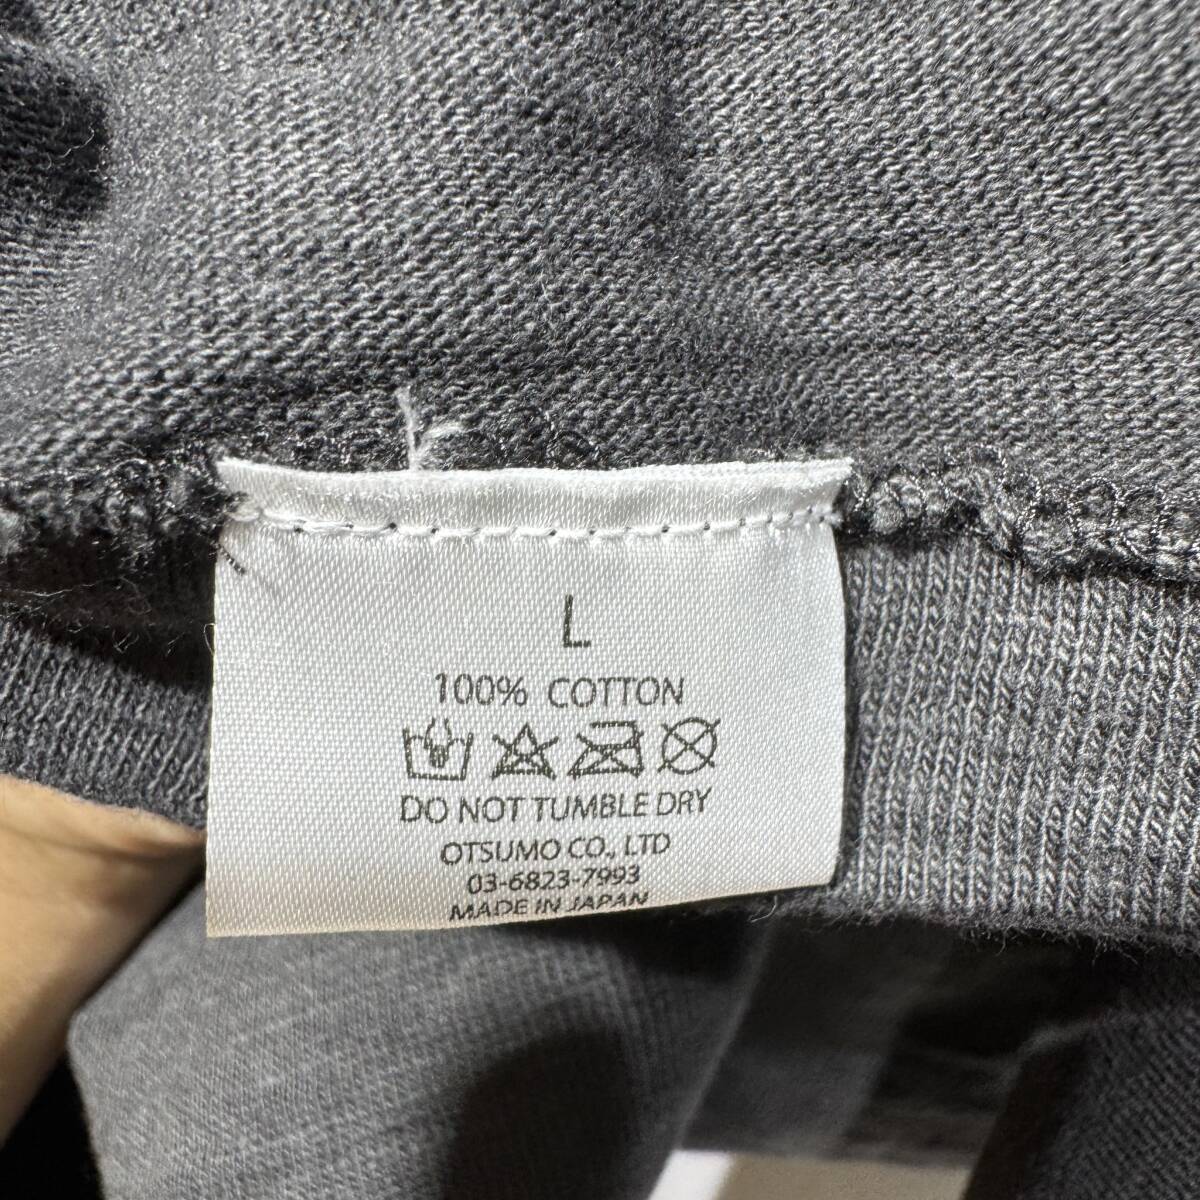 L
100% COTTON
DO NOT TUMBLE DRY
OTSUMO CO., LTD
03-6823-7993
MADE IN JAPAN